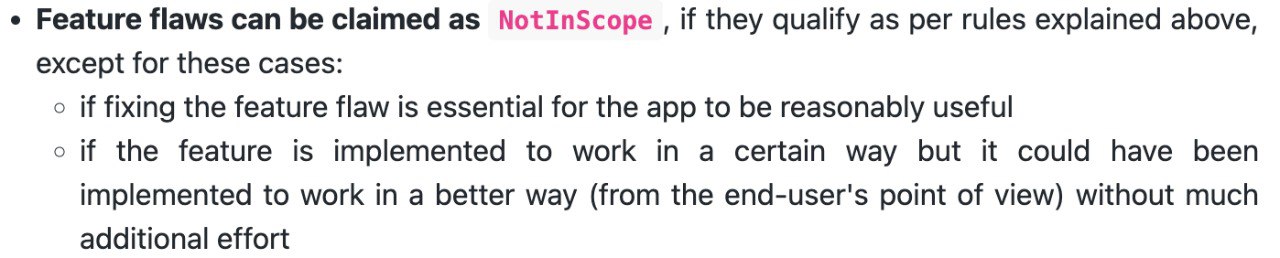 • Feature flaws can be claimed as NotInScope, if they qualify as per rules explained above,
except for these cases:
◦ if fixing the feature flaw is essential for the app to be reasonably useful
◦ if the feature is implemented to work in a certain way but it could have been
implemented to work in a better way (from the end-user's point of view) without much
additional effort